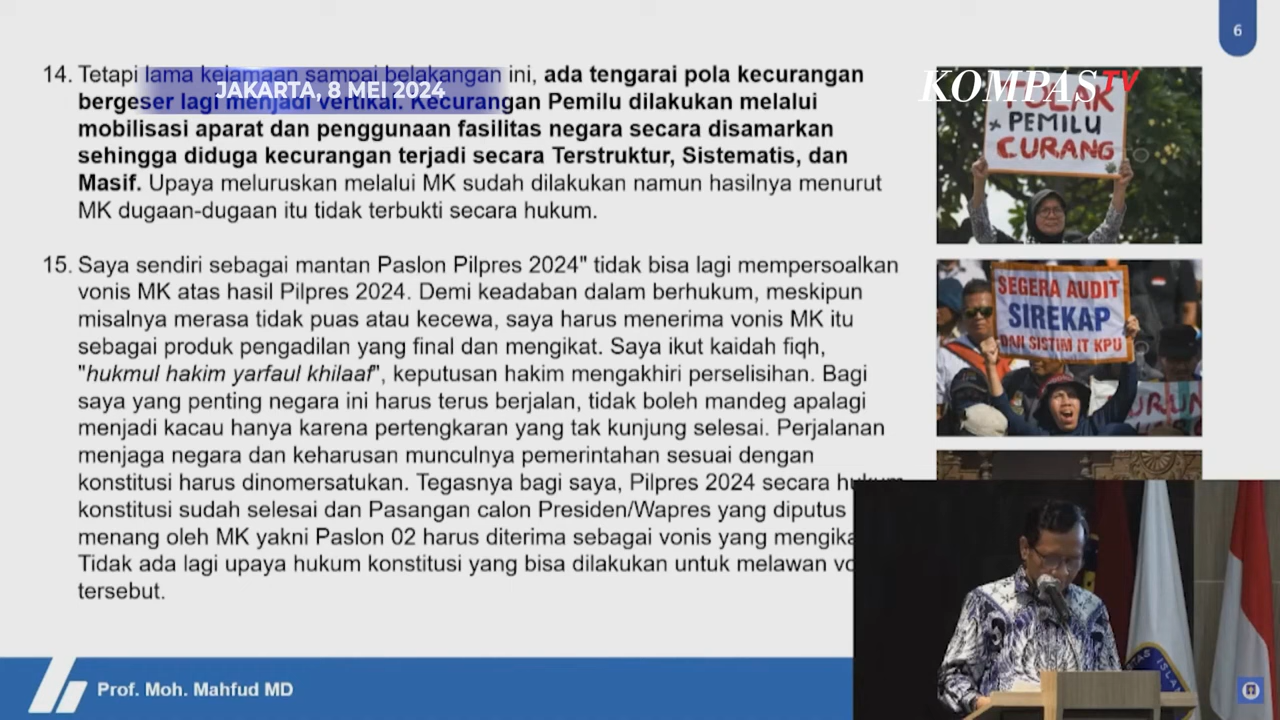 6
14. Tetapi lama kelamaan sampai belakangan ini, ada tengarai pola kecurangan
bergeser lagi menjadi vertikal. Kecurangan Pemilu dilakukan melalui
mobilisasi aparat dan penggunaan fasilitas negara secara disamarkan
sehingga diduga kecurangan terjadi secara Terstruktur, Sistematis, dan
Masif. Upaya meluruskan melalui MK sudah dilakukan namun hasilnya menurut
MK dugaan-dugaan itu tidak terbukti secara hukum.
JAKARTA, 8 MEI 2024
KOMPAS TV
TOLAK
PEMILU
CURANG
15. Saya sendiri sebagai mantan Paslon Pilpres 2024" tidak bisa lagi mempersoalkan
vonis MK atas hasil Pilpres 2024. Demi keadaban dalam berhukum, meskipun
misalnya merasa tidak puas atau kecewa, saya harus menerima vonis MK itu
sebagai produk pengadilan yang final dan mengikat. Saya ikut kaidah fiqh,
"hukmul hakim yarfaul khilaaf", keputusan hakim mengakhiri perselisihan. Bagi
saya yang penting negara ini harus terus berjalan, tidak boleh mandeg apalagi
menjadi kacau hanya karena pertengkaran yang tak kunjung selesai. Perjalanan
menjaga negara dan keharusan munculnya pemerintahan sesuai dengan
konstitusi harus dinomersatukan. Tegasnya bagi saya, Pilpres 2024 secara hukum
konstitusi sudah selesai dan Pasangan calon Presiden/Wapres yang diputus
menang oleh MK yakni Paslon 02 harus diterima sebagai vonis yang mengika
Tidak ada lagi upaya hukum konstitusi yang bisa dilakukan untuk melawan vo
tersebut.
SEGERA AUDIT
SIREKAP
DAN SISTIM IT KPU
Prof. Moh. Mahfud MD